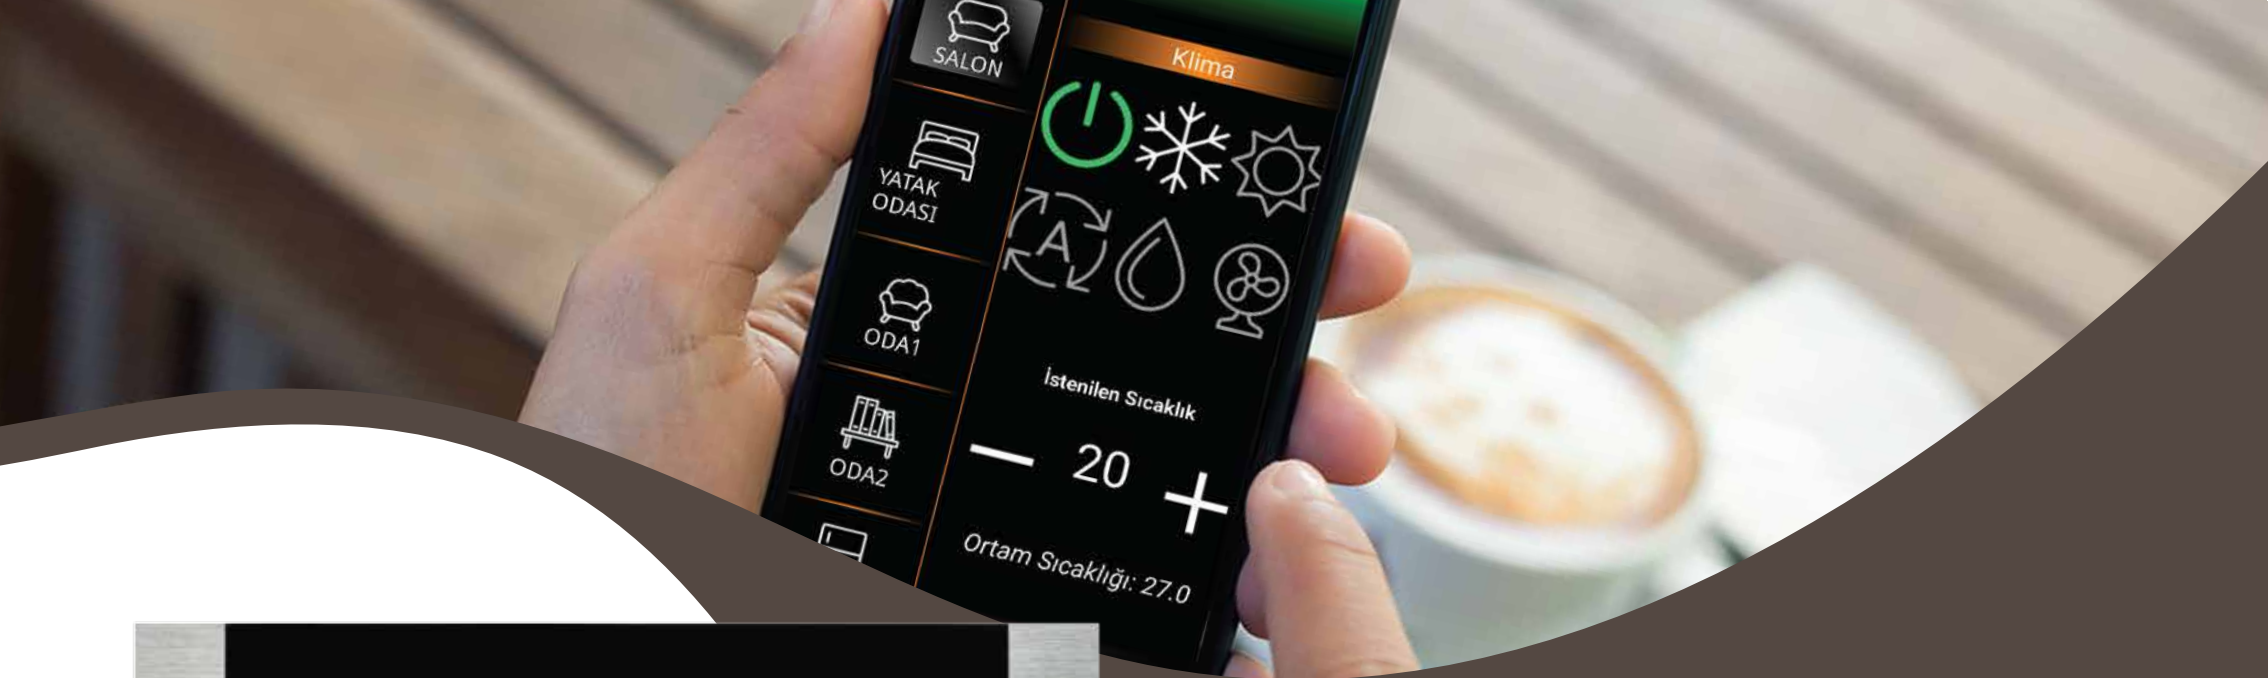 SALON
YATAK
ODASI
ODA1
ODA2
Klima
A
İstenilen Sıcaklık
20
Ortam Sıcaklığı: 27.0